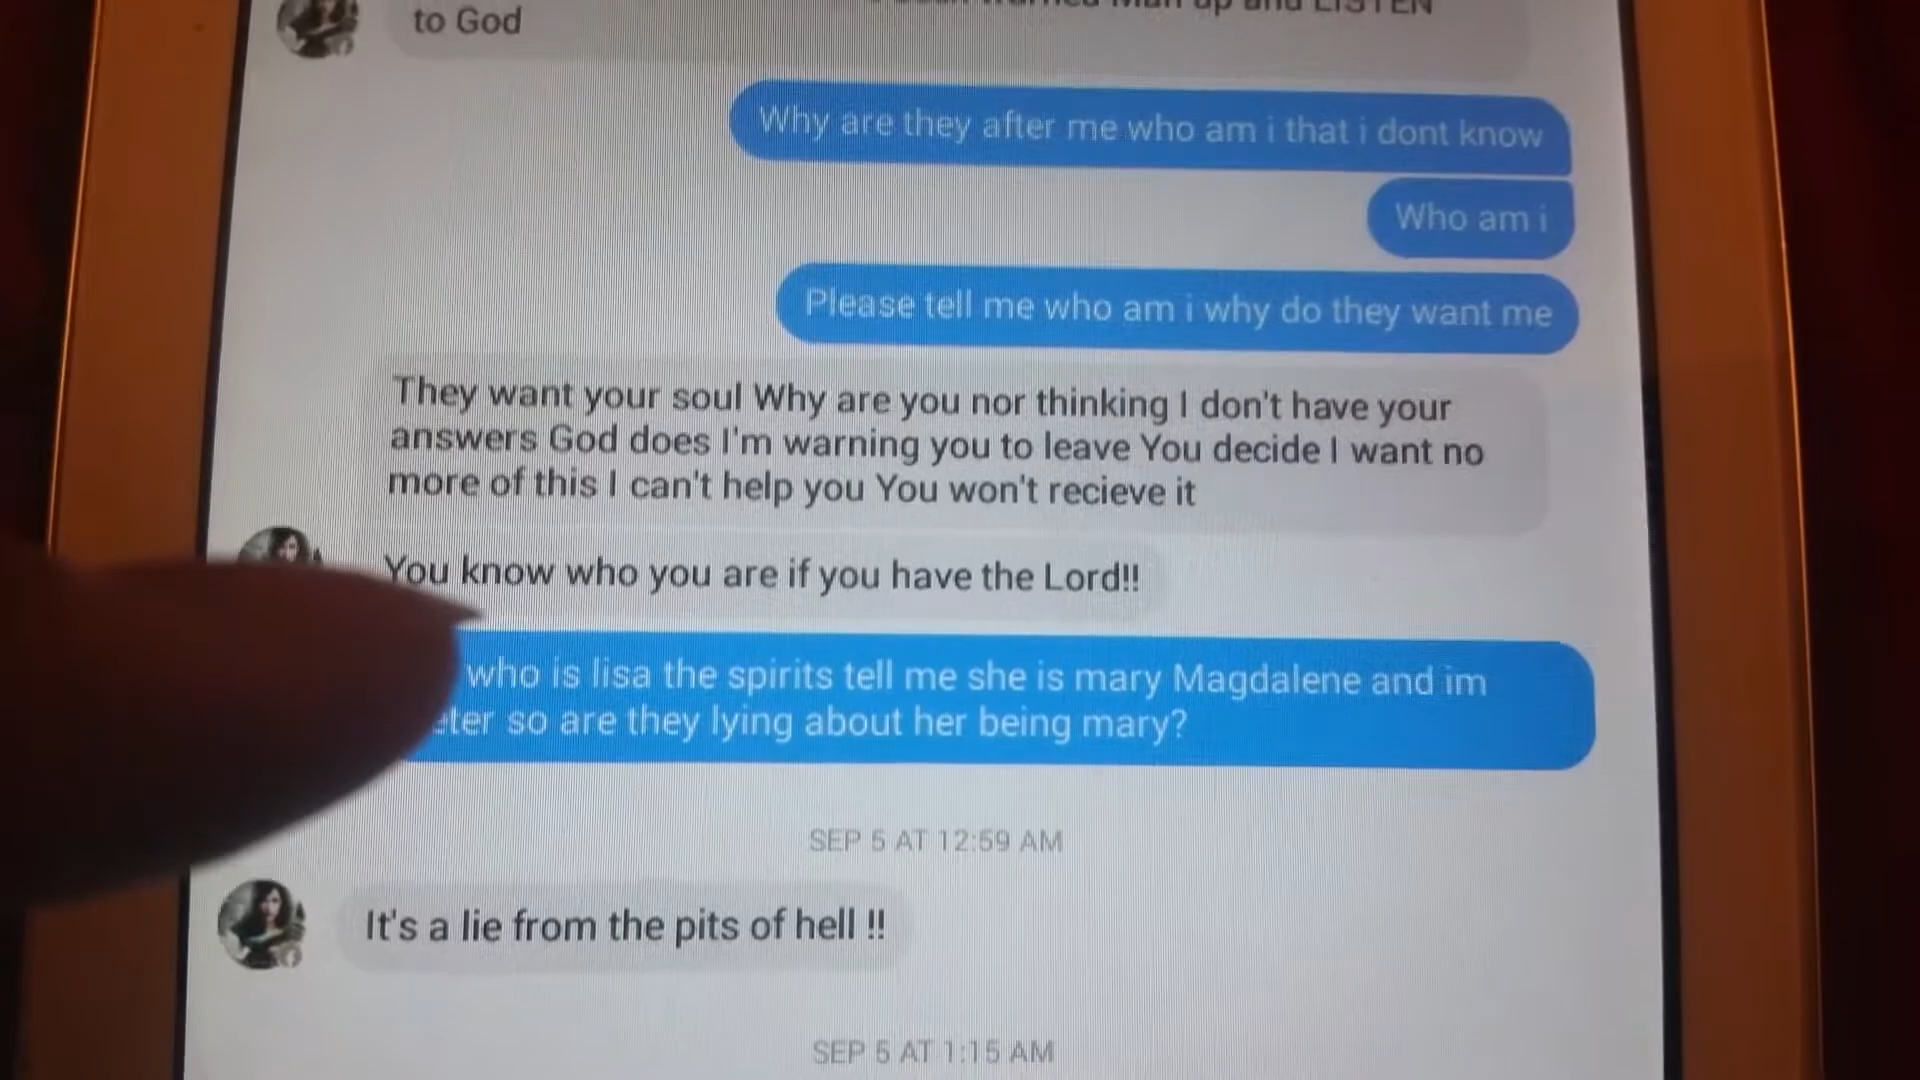 up and LISTEN
to God
Why are they after me who am i that i dont know
Who am i
Please tell me who am i why do they want me
They want your soul Why are you nor thinking I don't have your
answers God does I'm warning you to leave You decide I want no
more of this I can't help you You won't recieve it
You know who you are if you have the Lord!!
who is lisa the spirits tell me she is mary Magdalene and im
so are they lying about her being mary?
SEP 5 AT 12:59 AM
It's a lie from the pits of hell !!
SEP 5 AT 1:15 AM